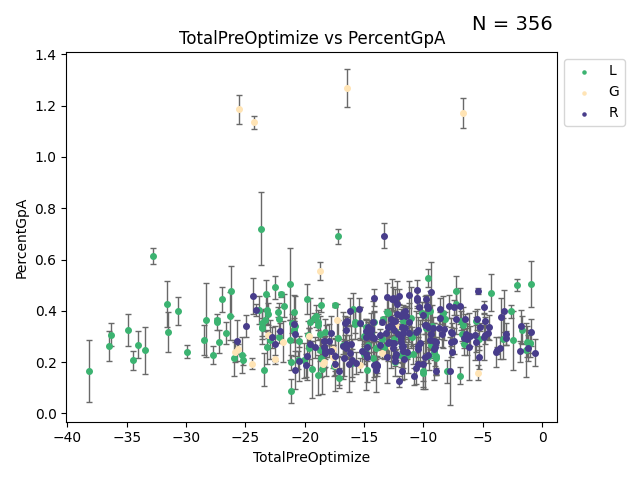 N = 356
TotalPreOptimize vs PercentGpA
1.4
1.2
1.0
0.8
0.6
0.4
0.2
0.0
PercentGpA
−40
−35
−30
−25
−20
−15
−10
−5
0
TotalPreOptimize
L
G
R